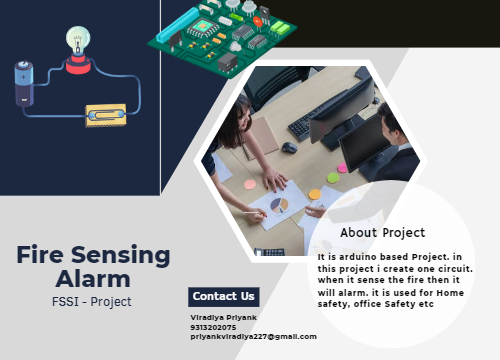 Fire Sensing
Alarm
FSSI - Project
Contact Us
Viradiya Priyank
9313202075
priyankviradiya227@gmail.com
About Project
It is arduino based Project. in
this project i create one circuit.
when it sense the fire then it
will alarm. it is used for Home
safety, office Safety etc